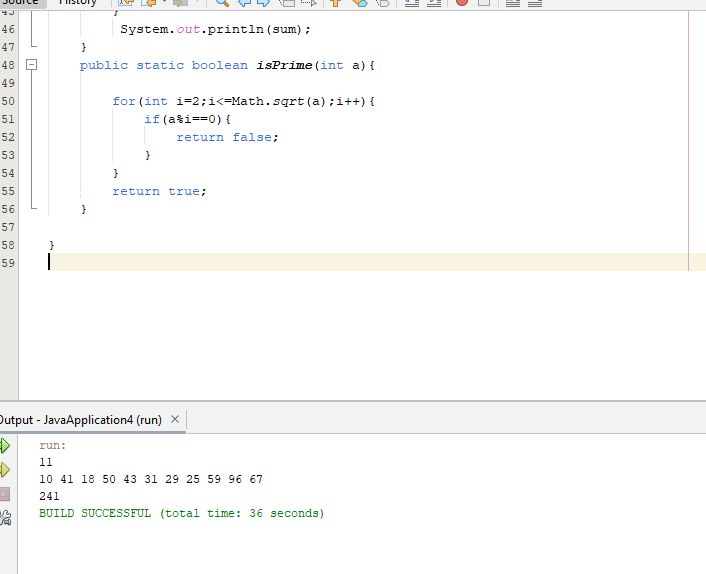 Source History
45 }
46 System.out.println(sum);
47 }
48 public static boolean isPrime(int a){
49
50 for(int i=2;i<=Math.sqrt(a);i++){
51 if(a%i==0){
52 return false;
53 }
54 }
55 return true;
56 }
57
58 }
59
Output - JavaApplication4 (run) ×
run:
11
10 41 18 50 43 31 29 25 59 96 67
241
BUILD SUCCESSFUL (total time: 36 seconds)